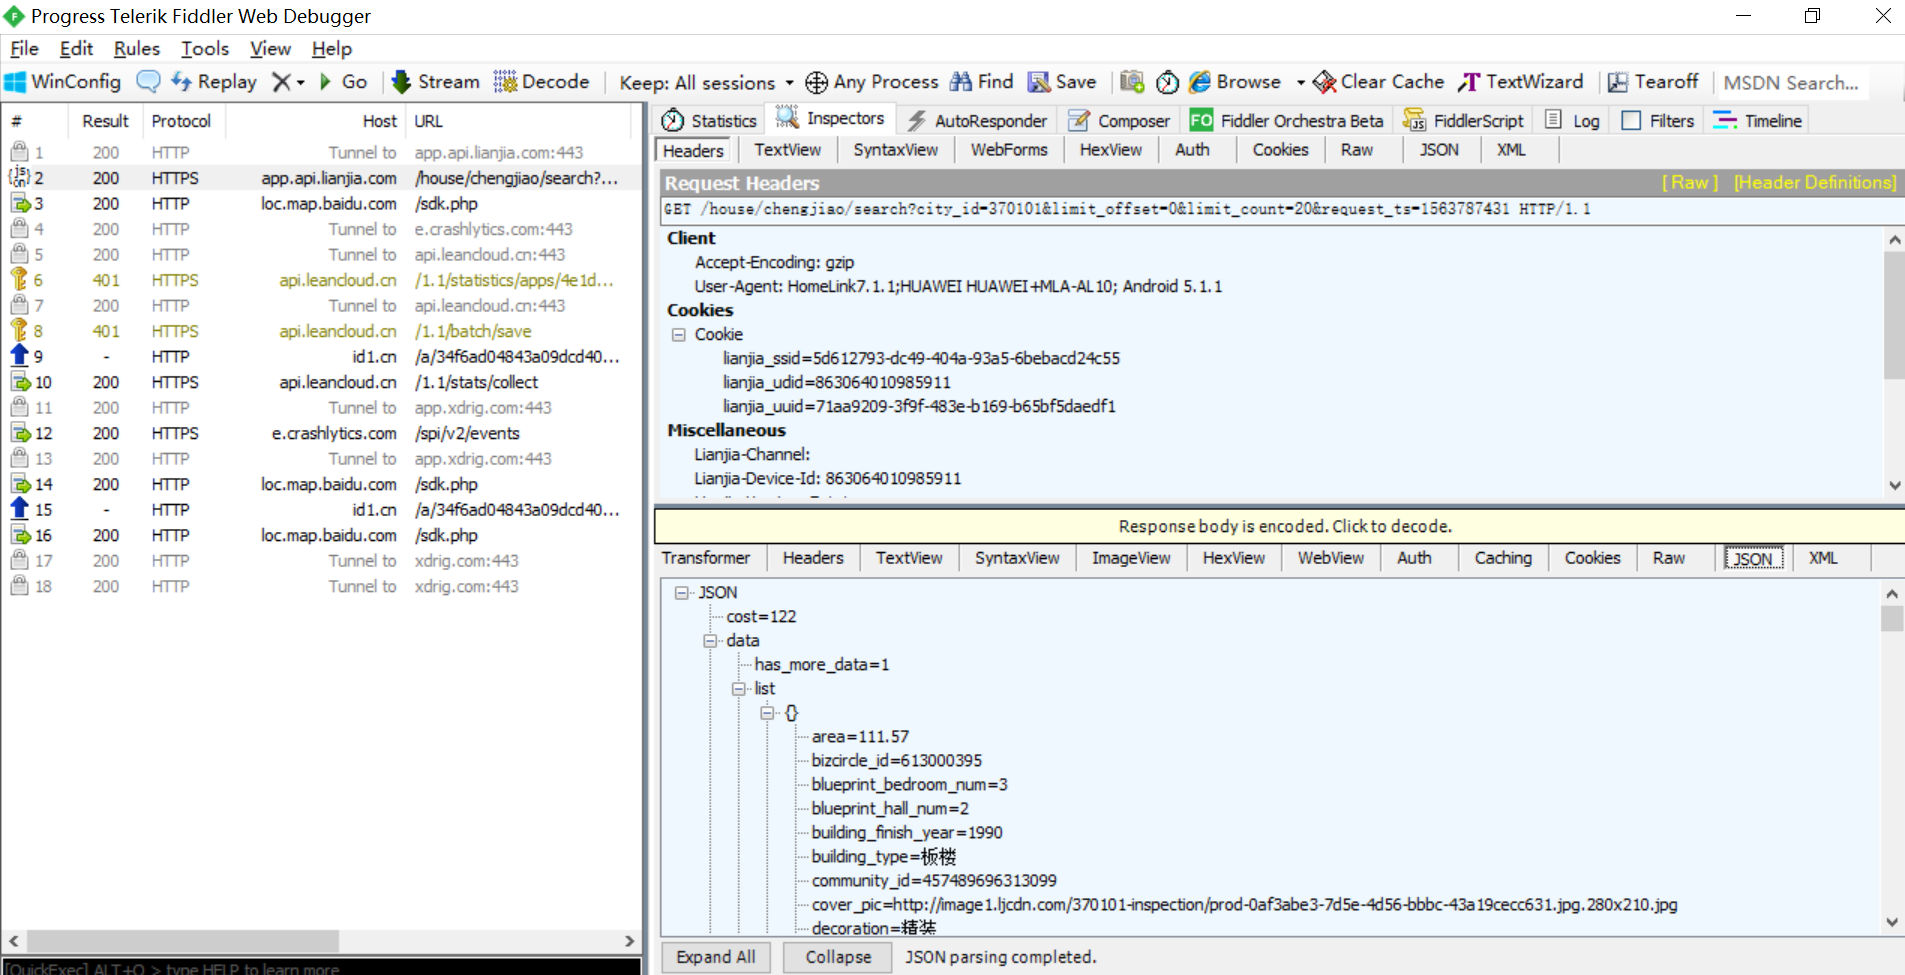 Progress Telerik Fiddler Web Debugger
File Edit Rules Tools View Help
WinConfig Replay Go Stream Decode Keep: All sessions Any Process Find Save Browse Clear Cache TextWizard Tearoff MSDN Search...
# Result Protocol Host URL
1 200 HTTP Tunnel to app.api.lianjia.com:443
2 200 HTTPS app.api.lianjia.com /house/chengjiao/search?...
3 200 HTTP loc.map.baidu.com /sdk.php
4 200 HTTP Tunnel to e.crashlytics.com:443
5 200 HTTP Tunnel to api.leancloud.cn:443
6 401 HTTPS api.leancloud.cn /1.1/statistics/apps/4e1d...
7 200 HTTP Tunnel to api.leancloud.cn:443
8 401 HTTPS api.leancloud.cn /1.1/batch/save
9 - HTTP id1.cn /a/34f6ad04843a09dcd40...
10 200 HTTPS api.leancloud.cn /1.1/stats/collect
11 200 HTTP Tunnel to app.xdrig.com:443
12 200 HTTPS e.crashlytics.com /spi/v2/events
13 200 HTTP Tunnel to app.xdrig.com:443
14 200 HTTP loc.map.baidu.com /sdk.php
15 - HTTP id1.cn /a/34f6ad04843a09dcd40...
16 200 HTTP loc.map.baidu.com /sdk.php
17 200 HTTP Tunnel to xdrig.com:443
18 200 HTTP Tunnel to xdrig.com:443
[QuickExec] ALT+Q > type HELP to learn more
Statistics Inspectors AutoResponder Composer FO Fiddler Orchestra Beta FiddlerScript Log Filters Timeline
Headers TextView SyntaxView WebForms HexView Auth Cookies Raw JSON XML
Request Headers [ Raw ] [Header Definitions]
GET /house/chengjiao/search?city_id=370101&limit_offset=0&limit_count=20&request_ts=1563787431 HTTP/1.1
Client
Accept-Encoding: gzip
User-Agent: HomeLink7.1.1;HUAWEI HUAWEI+MLA-AL10; Android 5.1.1
Cookies
Cookie
lianjia_ssid=5d612793-dc49-404a-93a5-6bebacd24c55
lianjia_udid=863064010985911
lianjia_uuid=71aa9209-3f9f-483e-b169-b65bf5daedf1
Miscellaneous
Lianjia-Channel:
Lianjia-Device-Id: 863064010985911
Response body is encoded. Click to decode.
Transformer Headers TextView SyntaxView ImageView HexView WebView Auth Caching Cookies Raw JSON XML
JSON
cost=122
data
has_more_data=1
list
{}
area=111.57
bizcircle_id=613000395
blueprint_bedroom_num=3
blueprint_hall_num=2
building_finish_year=1990
building_type=板楼
community_id=457489696313099
cover_pic=http://image1.ljcdn.com/370101-inspection/prod-0af3abe3-7d5e-4d56-bbbc-43a19cecc631.jpg.280x210.jpg
decoration=精装
Expand All Collapse JSON parsing completed.